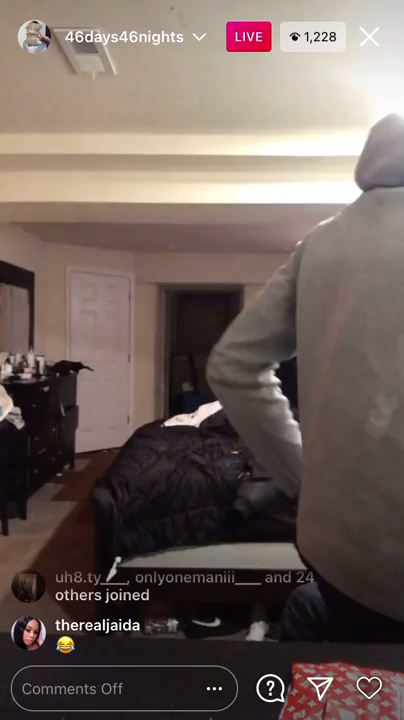 46days46nights
LIVE
1,228
uh8.ty___, onlyonemaniii___ and 24
others joined
therealjaida
😂
Comments Off